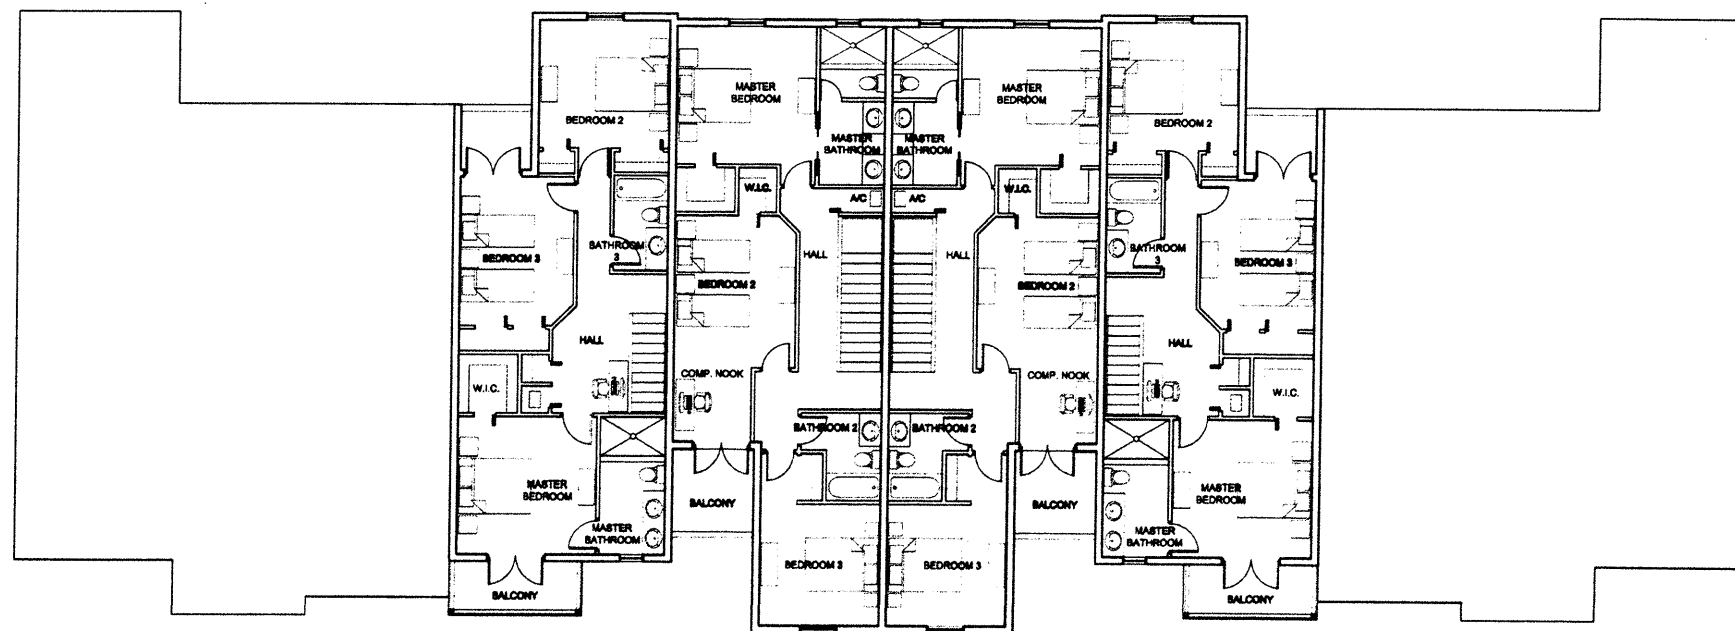 MASTER
BEDROOM
MASTER
BEDROOM
BEDROOM 2
BEDROOM 2
MASTER
BATHROOM
MASTER
BATHROOM
W.I.C.
W.I.C.
A/C
A/C
BATHROOM
3
BATHROOM
3
BEDROOM 3
HALL
HALL
BEDROOM 3
BEDROOM 2
BEDROOM 2
HALL
HALL
COMP. NOOK
COMP. NOOK
W.I.C.
W.I.C.
BATHROOM 2
BATHROOM 2
MASTER
BEDROOM
MASTER
BEDROOM
BALCONY
BALCONY
MASTER
BATHROOM
MASTER
BATHROOM
BEDROOM 3
BEDROOM 3
BALCONY
BALCONY